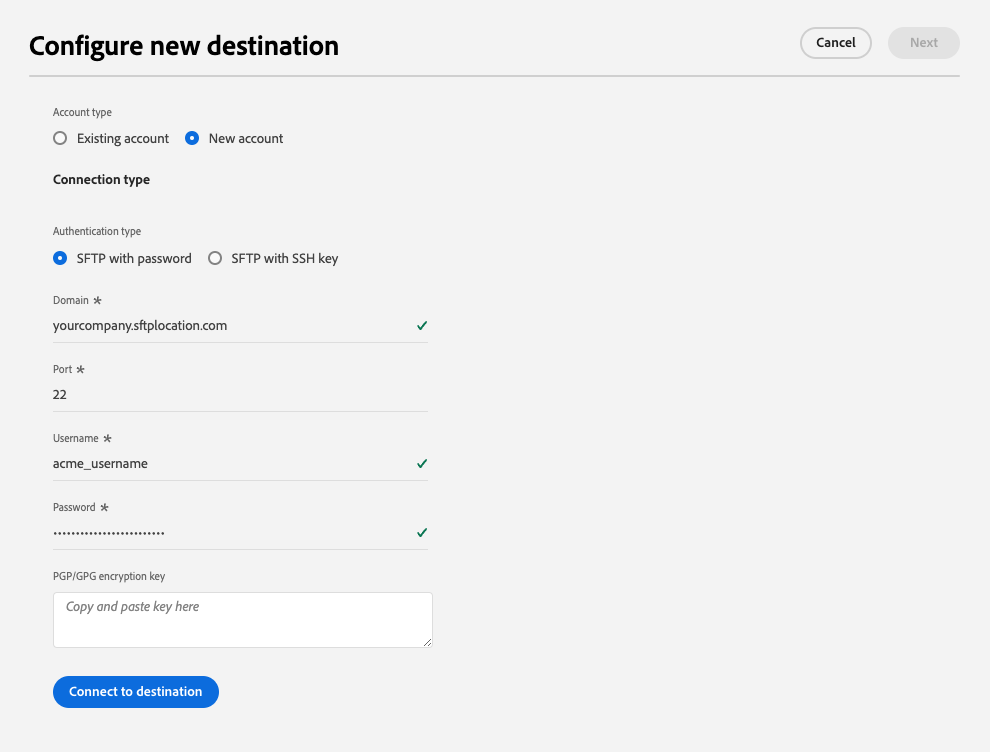 Configure new destination
Cancel
Next
Account type
Existing account
New account
Connection type
Authentication type
SFTP with password
SFTP with SSH key
Domain *
yourcompany.sftplocation.com
Port *
22
Username *
acme_username
Password *
•••••••••••••••••••••••••
PGP/GPG encryption key
Copy and paste key here
Connect to destination